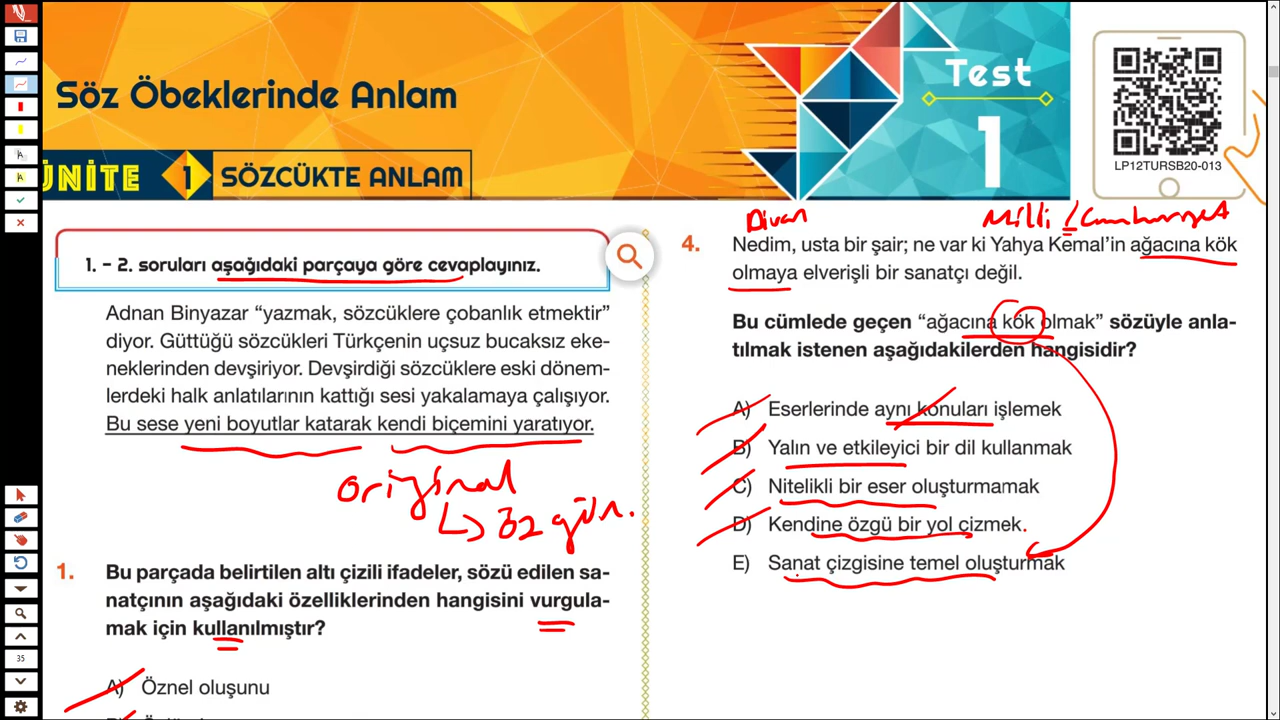 Söz Öbeklerinde Anlam
Test
1
LP12TURSB20-013
ÜNİTE 1 SÖZCÜKTE ANLAM
1. - 2. soruları aşağıdaki parçaya göre cevaplayınız.
Adnan Binyazar “yazmak, sözcüklere çobanlık etmektir”
diyor. Güttüğü sözcükleri Türkçenin uçsuz bucaksız eke-
neklerinden devşiriyor. Devşirdiği sözcüklere eski dönem-
lerdeki halk anlatılarının kattığı sesi yakalamaya çalışıyor.
Bu sese yeni boyutlar katarak kendi biçemini yaratıyor.
original
↳ 32 gün.
1. Bu parçada belirtilen altı çizili ifadeler, sözü edilen sa-
natçının aşağıdaki özelliklerinden hangisini vurgula-
mak için kullanılmıştır?
A) Öznel oluşunu
Divan
Milli / Cumhuriyet
4. Nedim, usta bir şair; ne var ki Yahya Kemal’in ağacına kök
olmaya elverişli bir sanatçı değil.
Bu cümlede geçen “ağacına kök olmak” sözüyle anla-
tılmak istenen aşağıdakilerden hangisidir?
A) Eserlerinde aynı konuları işlemek
B) Yalın ve etkileyici bir dil kullanmak
C) Nitelikli bir eser oluşturmamak
D) Kendine özgü bir yol çizmek.
E) Sanat çizgisine temel oluşturmak
35